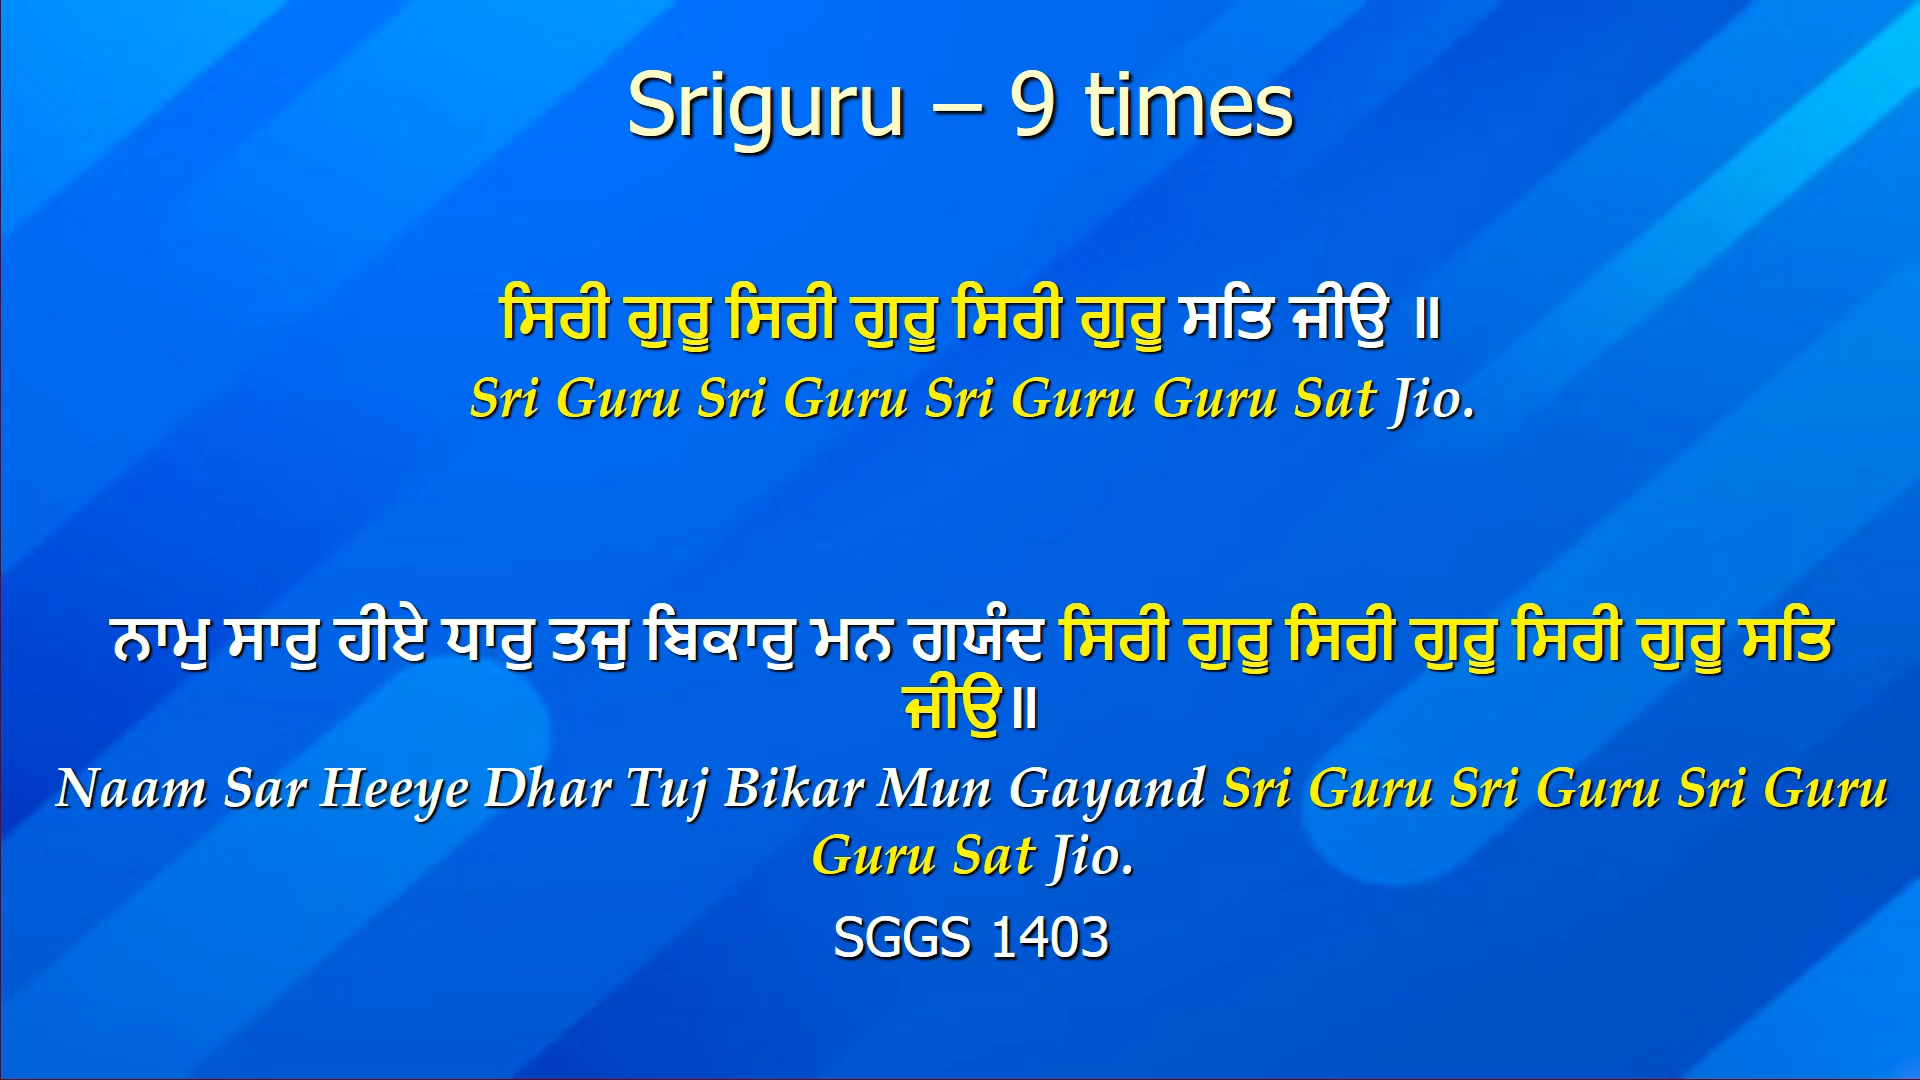 Sriguru – 9 times
ਸਿਰੀ ਗੁਰੂ ਸਿਰੀ ਗੁਰੂ ਸਿਰੀ ਗੁਰੂ ਸਤਿ ਜੀਉ ॥
Sri Guru Sri Guru Sri Guru Guru Sat Jio.
ਨਾਮੁ ਸਾਰੁ ਹੀਏ ਧਾਰੁ ਤਜੁ ਬਿਕਾਰੁ ਮਨ ਗਯੰਦ ਸਿਰੀ ਗੁਰੂ ਸਿਰੀ ਗੁਰੂ ਸਿਰੀ ਗੁਰੂ ਸਤਿ
ਜੀਉ॥
Naam Sar Heeye Dhar Tuj Bikar Mun Gayand Sri Guru Sri Guru Sri Guru
Guru Sat Jio.
SGGS 1403